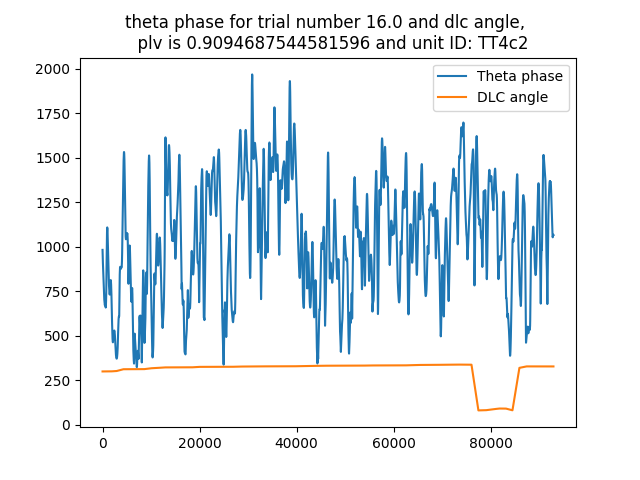 theta phase for trial number 16.0 and dlc angle,
plv is 0.9094687544581596 and unit ID: TT4c2
Theta phase
DLC angle
2000
1750
1500
1250
1000
750
500
250
0
0 20000 40000 60000 80000